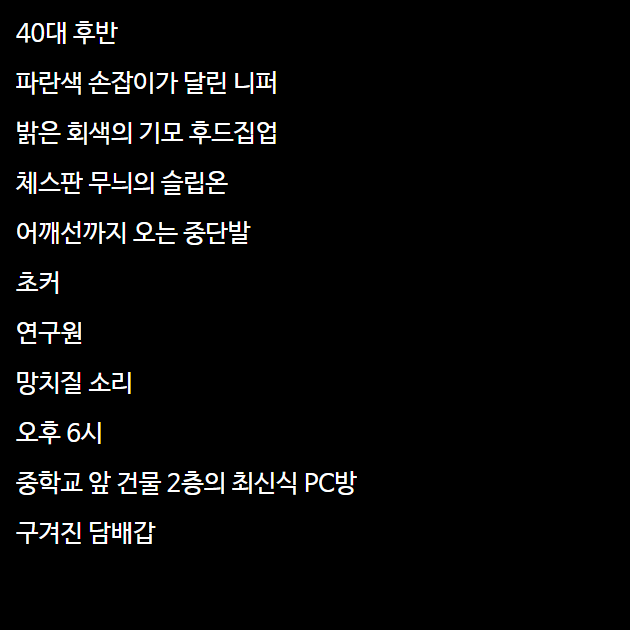 40대 후반
파란색 손잡이가 달린 니퍼
밝은 회색의 기모 후드집업
체스판 무늬의 슬립온
어깨선까지 오는 중단발
초커
연구원
망치질 소리
오후 6시
중학교 앞 건물 2층의 최신식 PC방
구겨진 담배갑